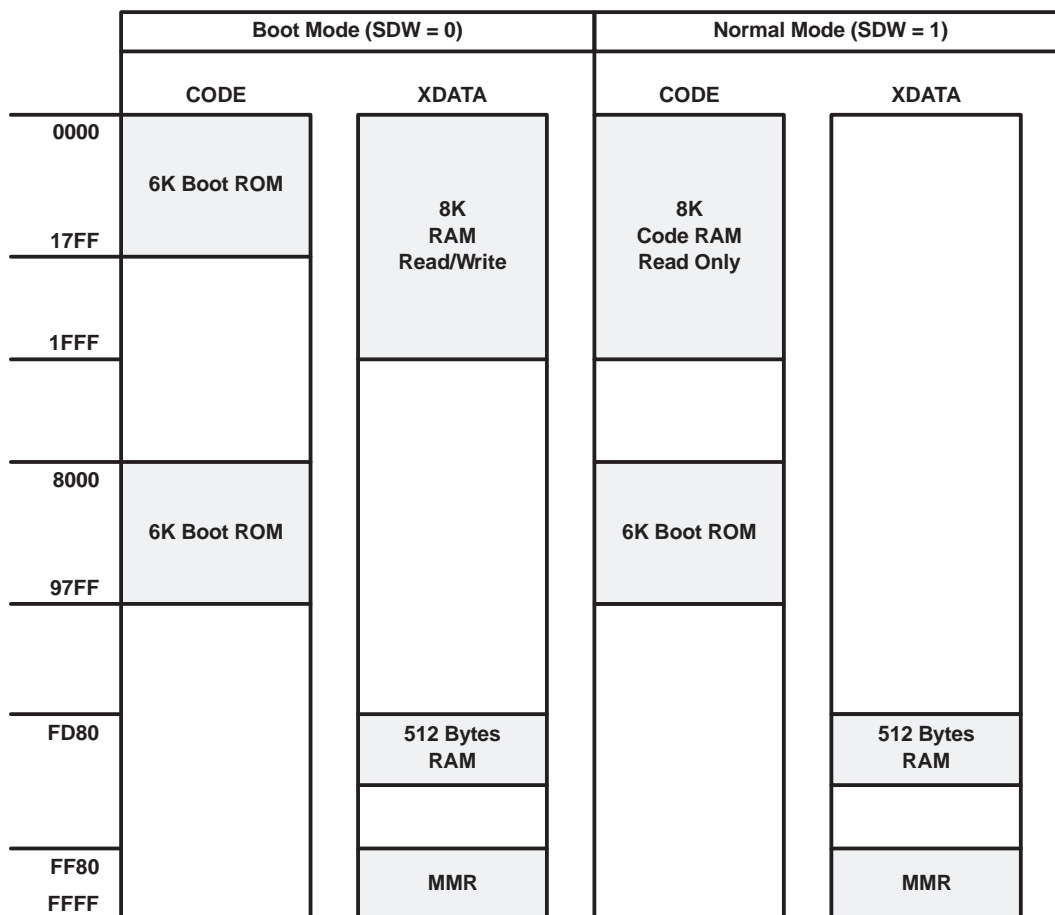 Boot Mode (SDW = 0)
Normal Mode (SDW = 1)
CODE
XDATA
CODE
XDATA
0000
6K Boot ROM
17FF
8K
RAM
Read/Write
8K
Code RAM
Read Only
1FFF
8000
6K Boot ROM
6K Boot ROM
97FF
FD80
512 Bytes
RAM
512 Bytes
RAM
FF80
MMR
MMR
FFFF